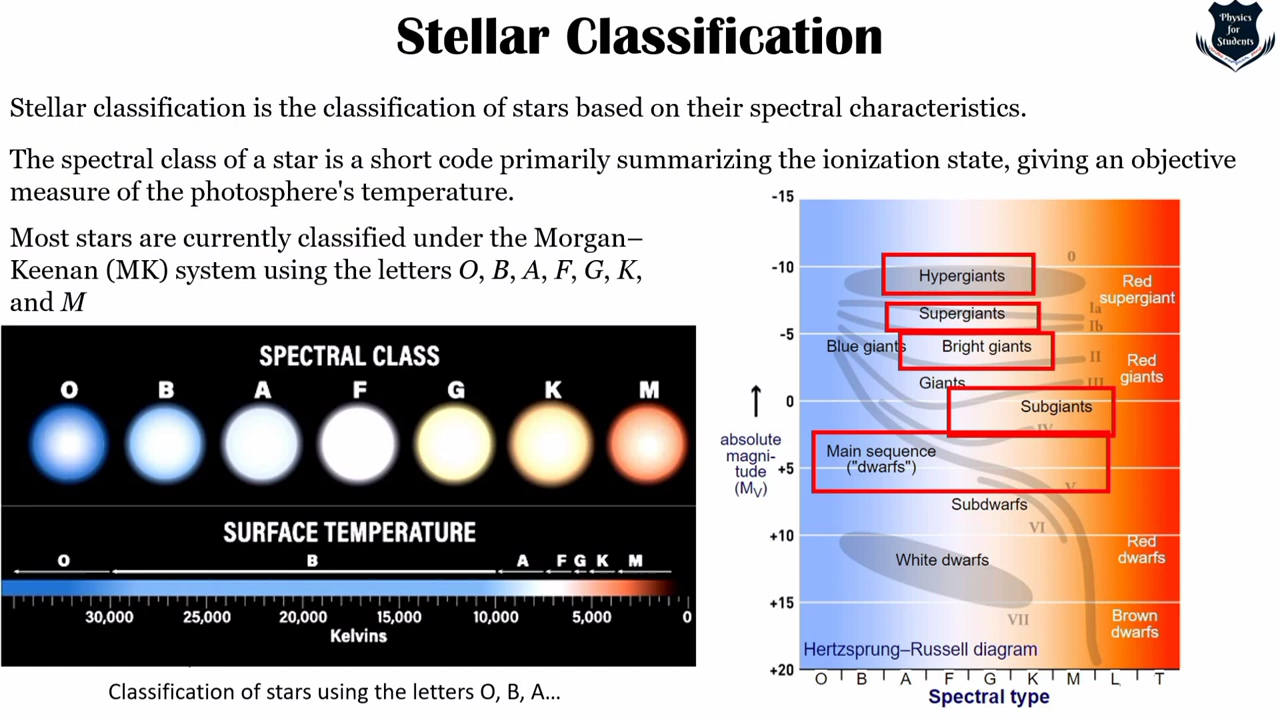 Stellar Classification
Physics
for
Students
Stellar classification is the classification of stars based on their spectral characteristics.
The spectral class of a star is a short code primarily summarizing the ionization state, giving an objective
measure of the photosphere's temperature.
Most stars are currently classified under the Morgan–
Keenan (MK) system using the letters O, B, A, F, G, K,
and M
SPECTRAL CLASS
O B A F G K M
SURFACE TEMPERATURE
O B A F G K M
30,000 25,000 20,000 15,000 10,000 5,000 0
Kelvins
Classification of stars using the letters O, B, A...
-15
-10
-5
0
+5
+10
+15
+20
absolute
magni-
tude
(MV)
0
Hypergiants
Red
supergiant
Supergiants
Ia
Ib
Blue giants
Bright giants
II
Red
giants
Giants
III
Subgiants
IV
Main sequence
("dwarfs")
V
Subdwarfs
VI
Red
dwarfs
White dwarfs
VII
Brown
dwarfs
Hertzsprung–Russell diagram
O B A F G K M L T
Spectral type